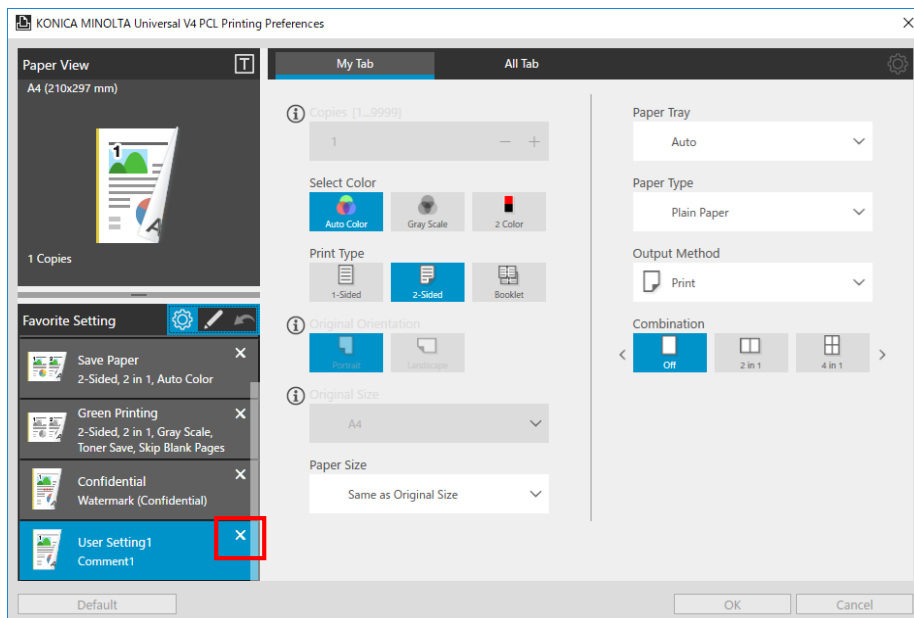 KONICA MINOLTA Universal V4 PCL Printing Preferences
Paper View
T
My Tab
All Tab
A4 (210x297 mm)
1
A
1 Copies
Favorite Setting
Save Paper
2-Sided, 2 in 1, Auto Color
Green Printing
2-Sided, 2 in 1, Gray Scale,
Toner Save, Skip Blank Pages
Confidential
Watermark (Confidential)
User Setting1
Comment1
Copies [1...9999]
1
Select Color
Auto Color
Gray Scale
2 Color
Print Type
1-Sided
2-Sided
Booklet
Original Orientation
Portrait
Landscape
Original Size
A4
Paper Size
Same as Original Size
Paper Tray
Auto
Paper Type
Plain Paper
Output Method
Print
Combination
Off
2 in 1
4 in 1
Default
OK
Cancel